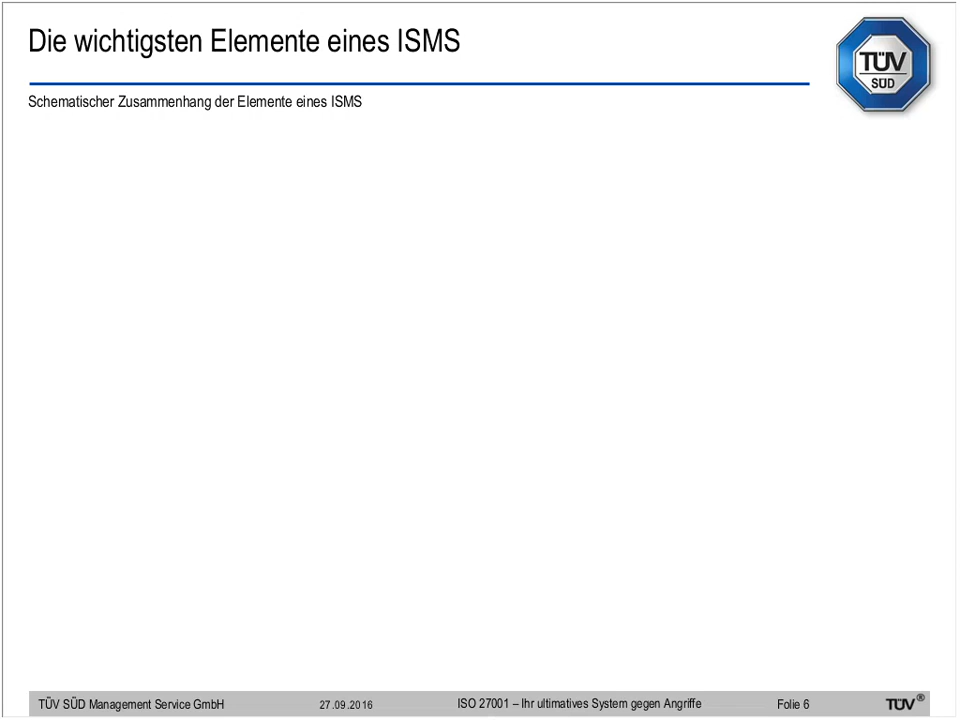 Die wichtigsten Elemente eines ISMS
TÜV
SÜD
Schematischer Zusammenhang der Elemente eines ISMS
TÜV SÜD Management Service GmbH 27.09.2016 ISO 27001 – Ihr ultimatives System gegen Angriffe Folie 6 TÜV®